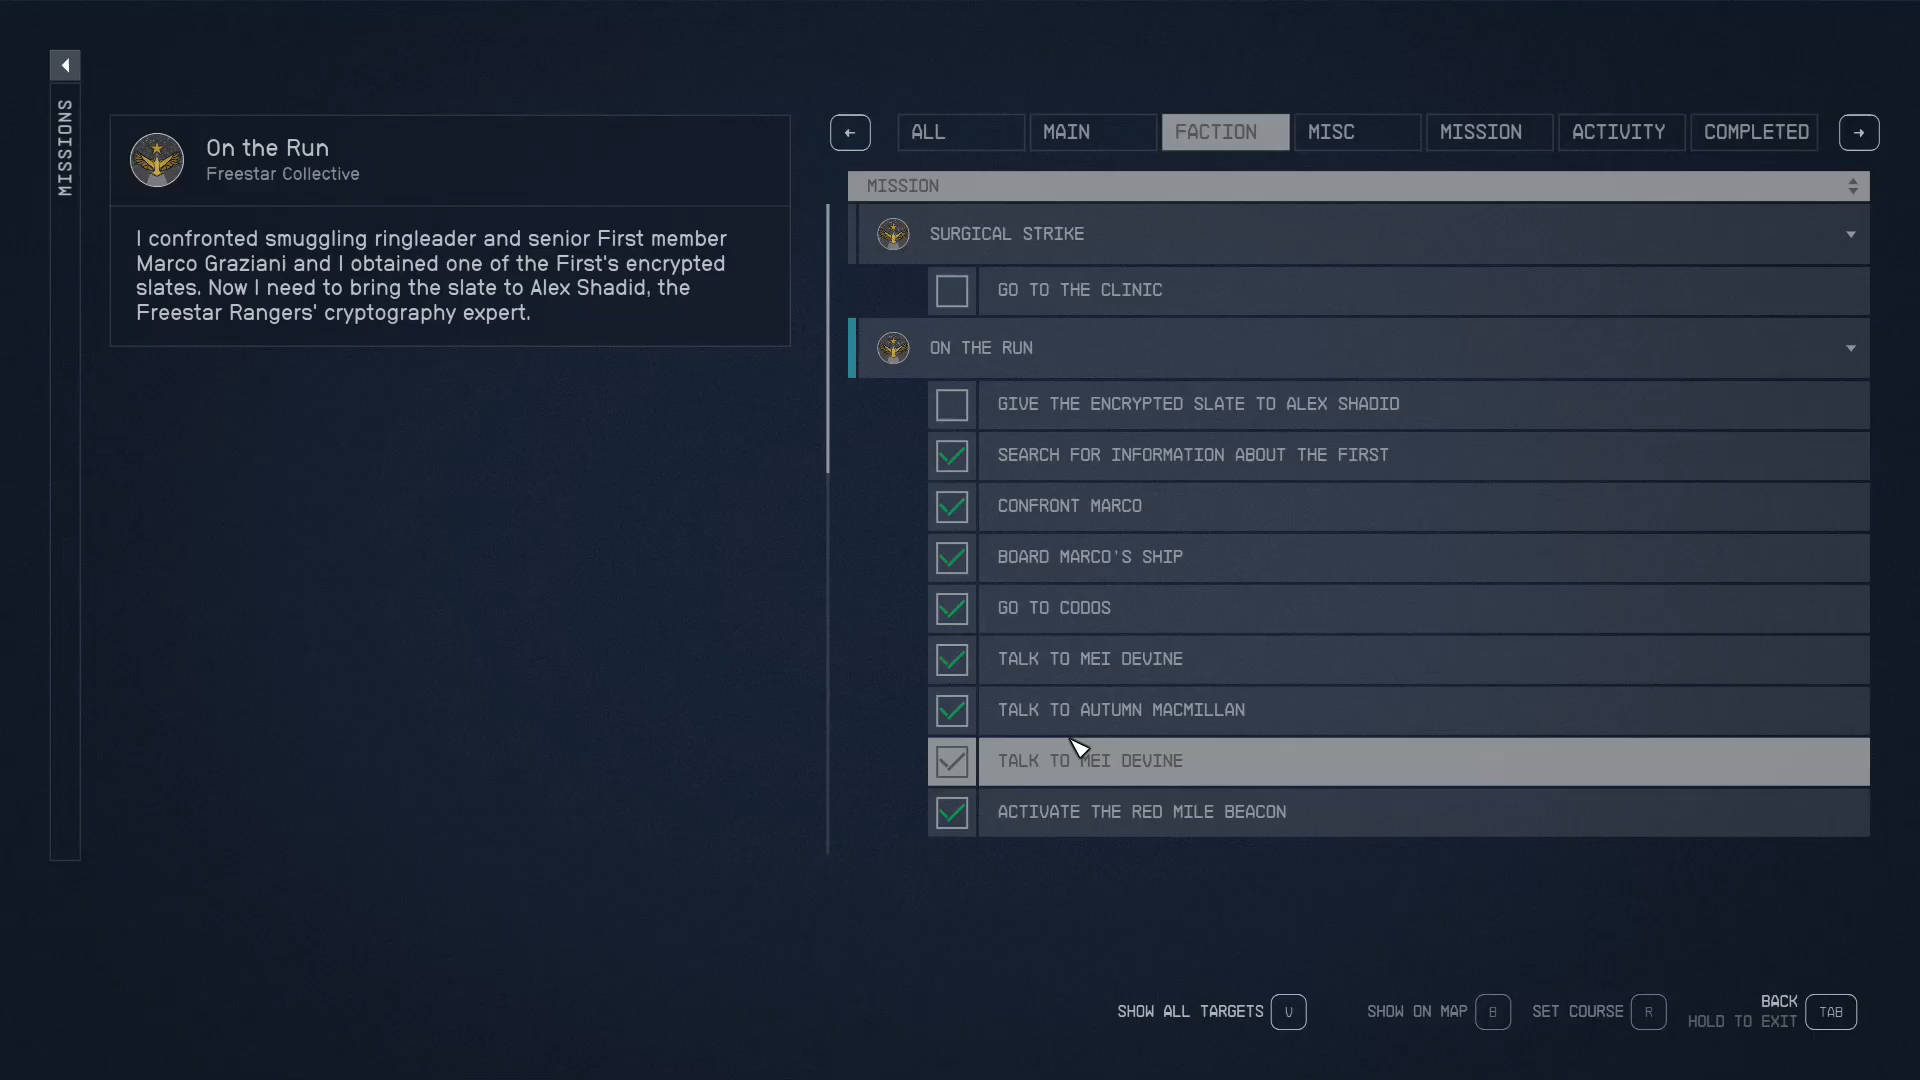 MISSIONS
On the Run
Freestar Collective
I confronted smuggling ringleader and senior First member
Marco Graziani and I obtained one of the First's encrypted
slates. Now I need to bring the slate to Alex Shadid, the
Freestar Rangers' cryptography expert.
ALL
MAIN
FACTION
MISC
MISSION
ACTIVITY
COMPLETED
MISSION
SURGICAL STRIKE
GO TO THE CLINIC
ON THE RUN
GIVE THE ENCRYPTED SLATE TO ALEX SHADID
SEARCH FOR INFORMATION ABOUT THE FIRST
CONFRONT MARCO
BOARD MARCO'S SHIP
GO TO CODOS
TALK TO MEI DEVINE
TALK TO AUTUMN MACMILLAN
TALK TO MEI DEVINE
ACTIVATE THE RED MILE BEACON
SHOW ALL TARGETS V
SHOW ON MAP B
SET COURSE R
BACK
HOLD TO EXIT
TAB